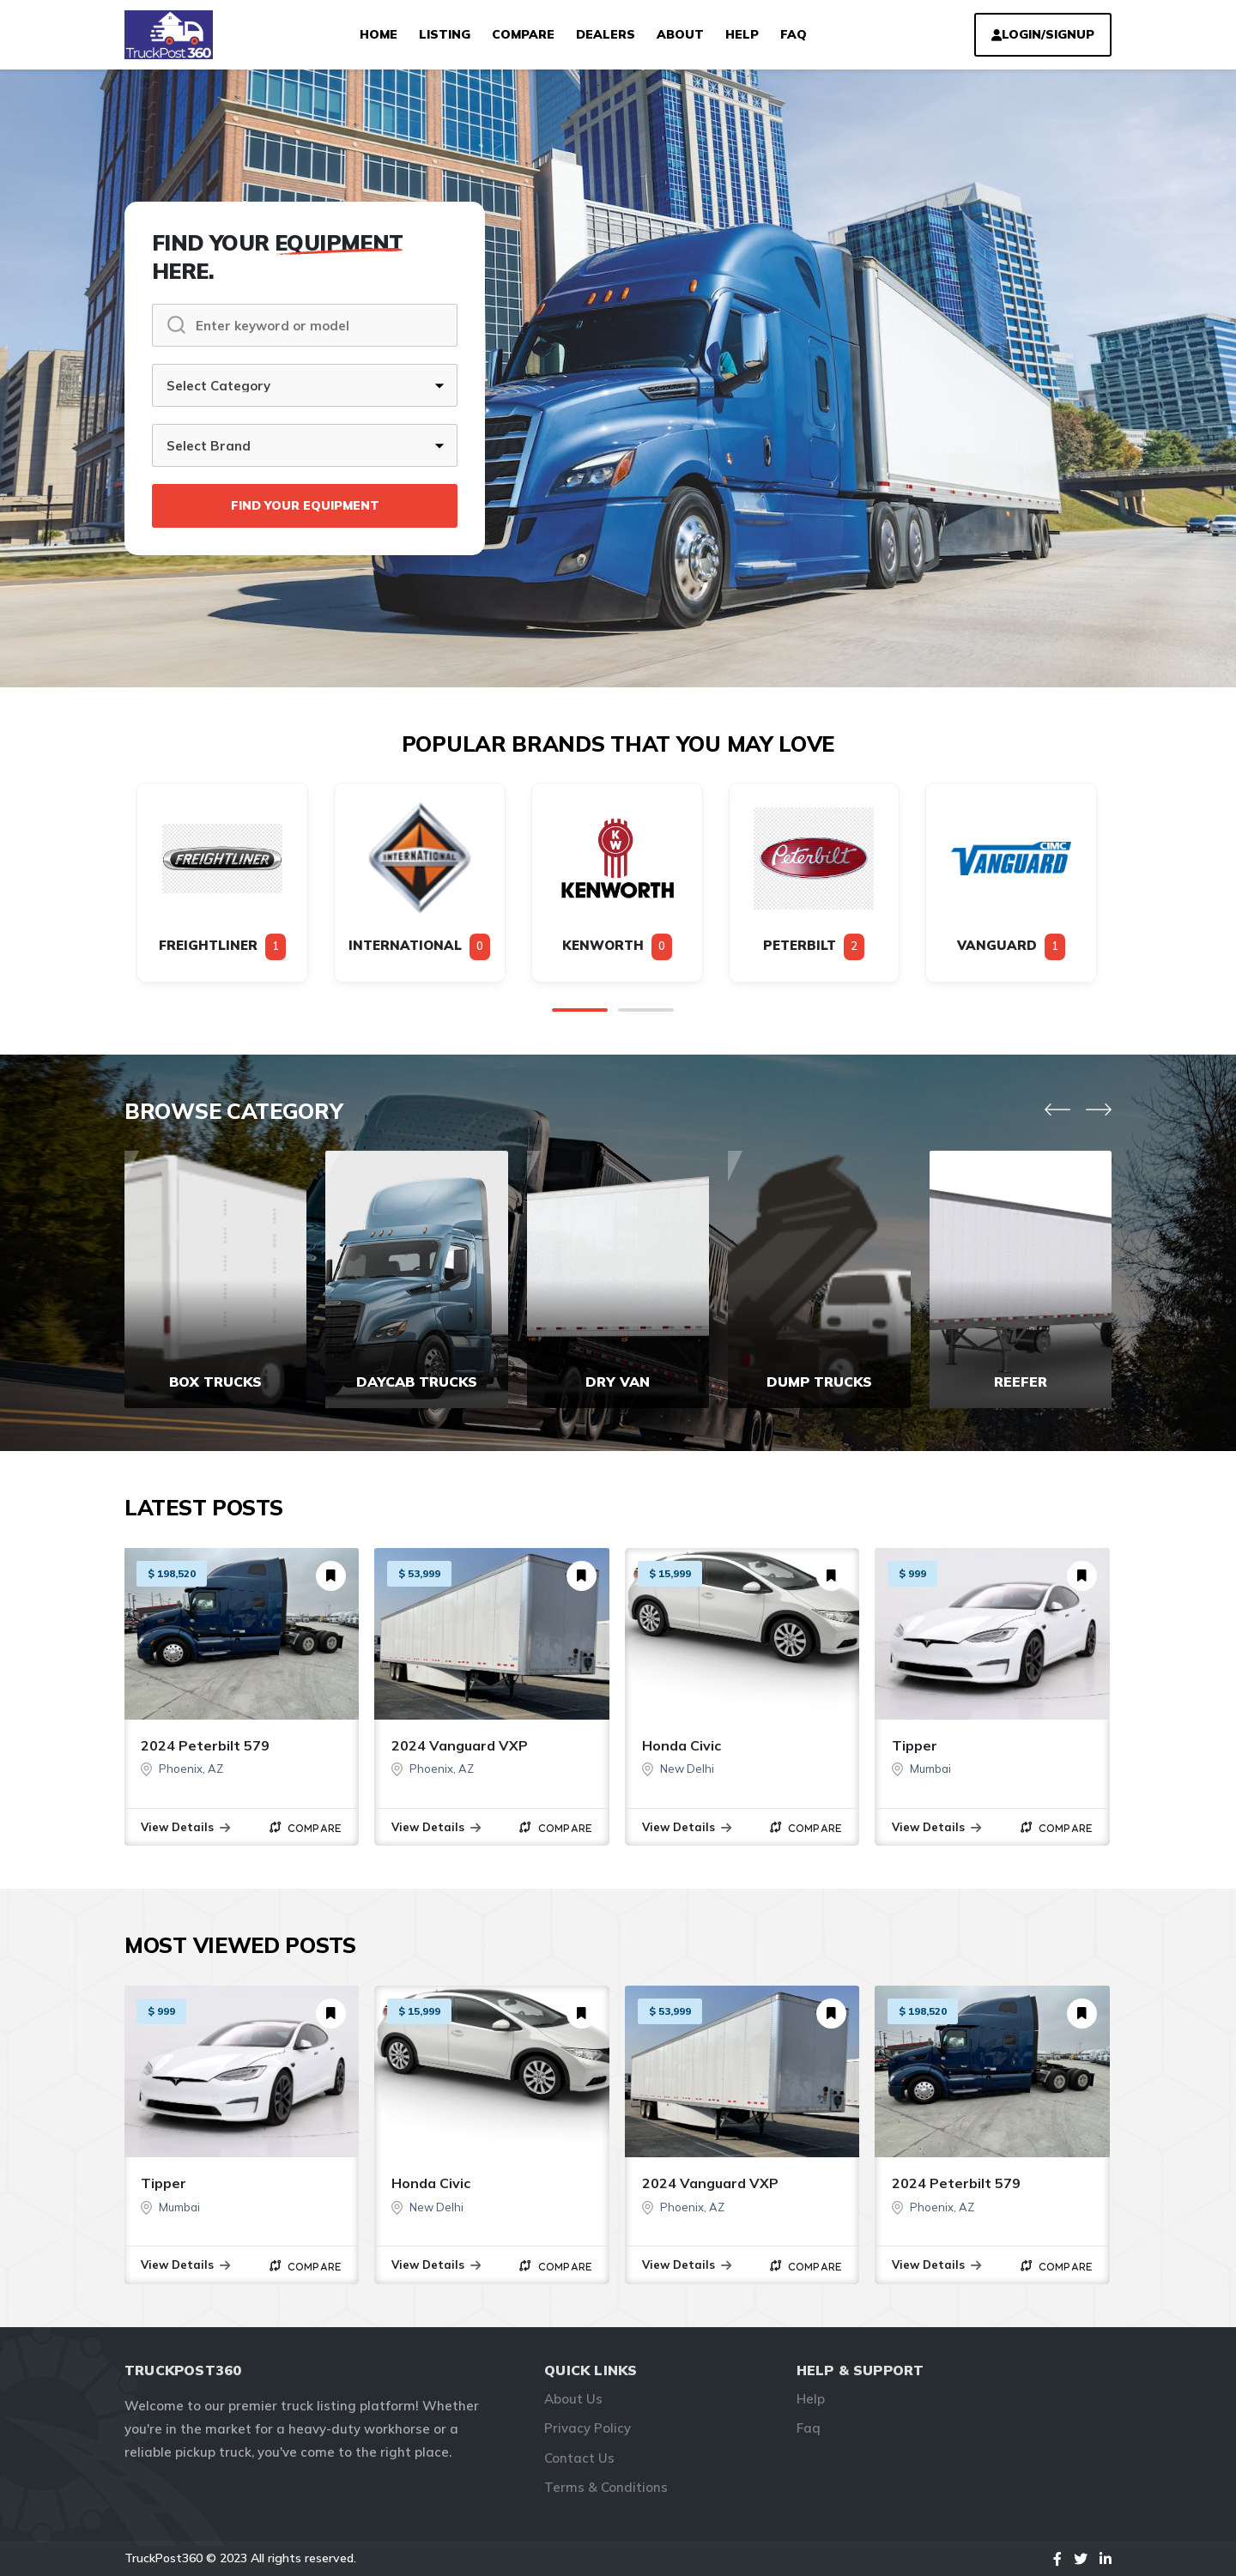 TruckPost360
HOME LISTING COMPARE DEALERS ABOUT HELP FAQ
LOGIN/SIGNUP
FIND YOUR EQUIPMENT
HERE.
Enter keyword or model
Select Category
Select Brand
FIND YOUR EQUIPMENT
POPULAR BRANDS THAT YOU MAY LOVE
FREIGHTLINER
INTERNATIONAL
KW
KENWORTH
Peterbilt
CIMC
VANGUARD
FREIGHTLINER 1
INTERNATIONAL 0
KENWORTH 0
PETERBILT 2
VANGUARD 1
BROWSE CATEGORY
BOX TRUCKS
DAYCAB TRUCKS
DRY VAN
DUMP TRUCKS
REEFER
LATEST POSTS
$ 198,520
2024 Peterbilt 579
Phoenix, AZ
View Details COMPARE
$ 53,999
2024 Vanguard VXP
Phoenix, AZ
View Details COMPARE
$ 15,999
Honda Civic
New Delhi
View Details COMPARE
$ 999
Tipper
Mumbai
View Details COMPARE
MOST VIEWED POSTS
$ 999
Tipper
Mumbai
View Details COMPARE
$ 15,999
Honda Civic
New Delhi
View Details COMPARE
$ 53,999
2024 Vanguard VXP
Phoenix, AZ
View Details COMPARE
$ 198,520
2024 Peterbilt 579
Phoenix, AZ
View Details COMPARE
TRUCKPOST360
Welcome to our premier truck listing platform! Whether
you're in the market for a heavy-duty workhorse or a
reliable pickup truck, you've come to the right place.
QUICK LINKS
About Us
Privacy Policy
Contact Us
Terms & Conditions
HELP & SUPPORT
Help
Faq
TruckPost360 © 2023 All rights reserved.